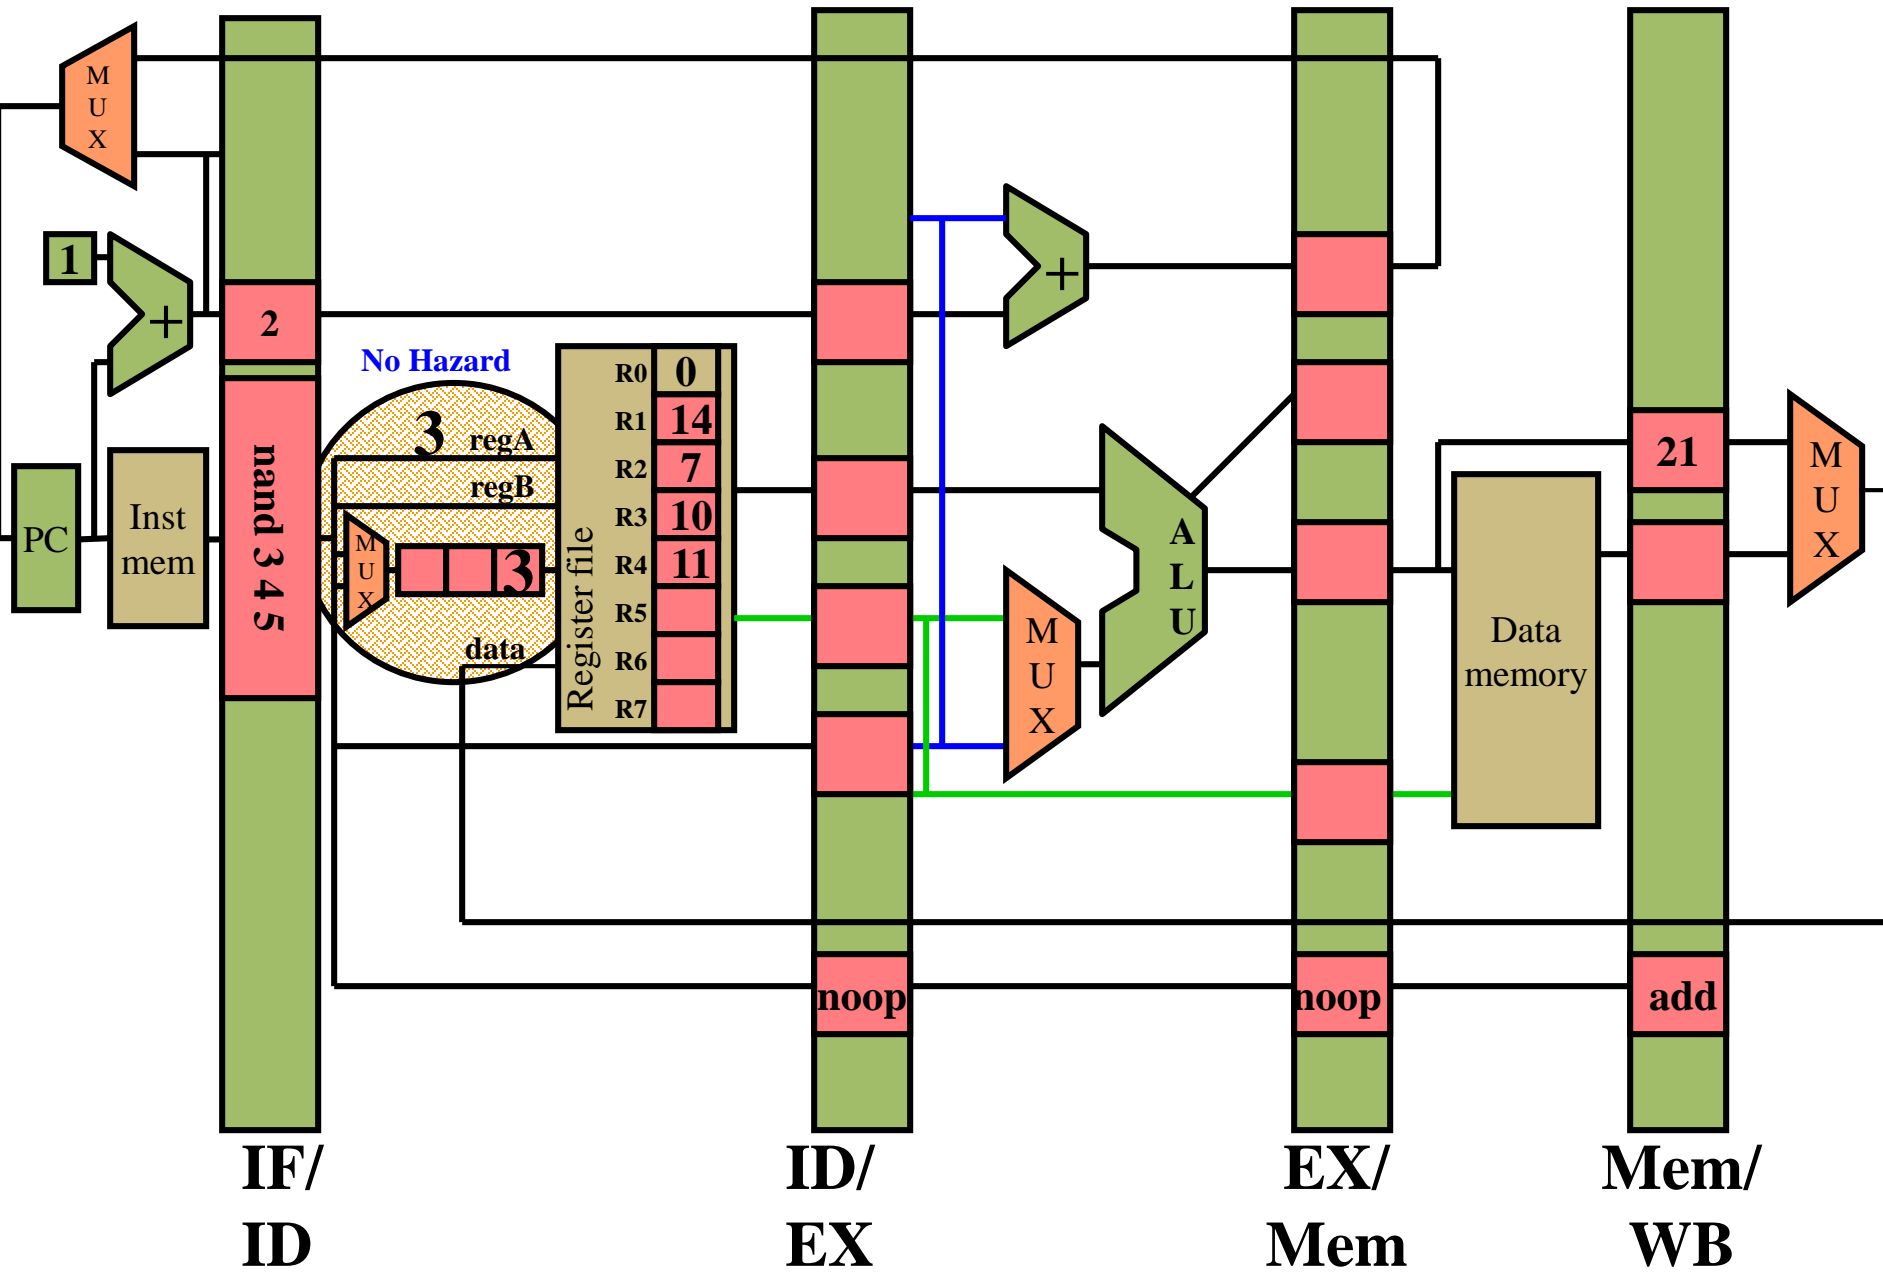 M
U
X
1
+
2
No Hazard
3
regA
regB
M
U
X
3
data
nand 3 4 5
PC
Inst
mem
Register file
R0 0
R1 14
R2 7
R3 10
R4 11
R5
R6
R7
+
M
U
X
A
L
U
Data
memory
21
M
U
X
noop
noop
add
IF/
ID
ID/
EX
EX/
Mem
Mem/
WB